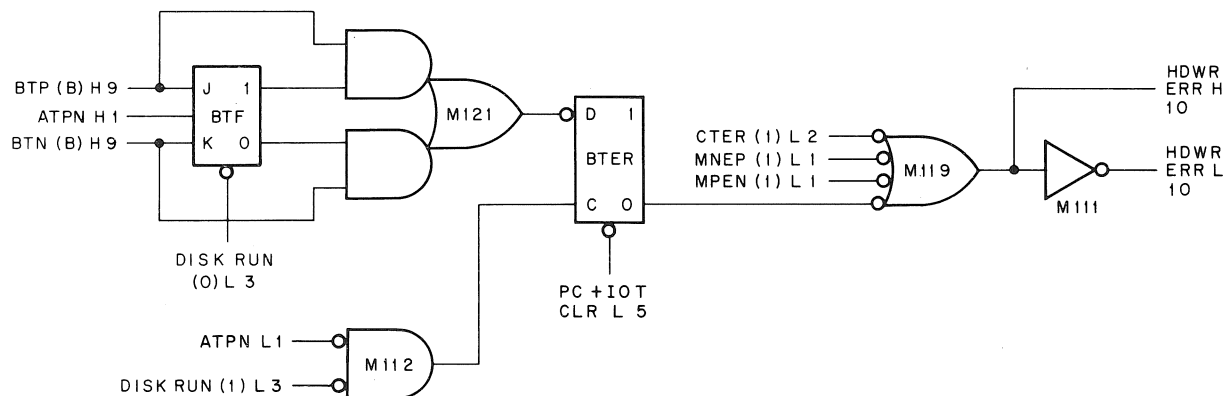 BTP (B) H 9
ATPN H 1
BTN (B) H 9
J 1
BTF
K 0
DISK RUN
(0) L 3
M121
D 1
BTER
C 0
PC + IOT
CLR L 5
ATPN L 1
DISK RUN (1) L 3
M112
CTER (1) L 2
MNEP (1) L 1
MPEN (1) L 1
M119
M111
HDWR
ERR H
10
HDWR
ERR L
10